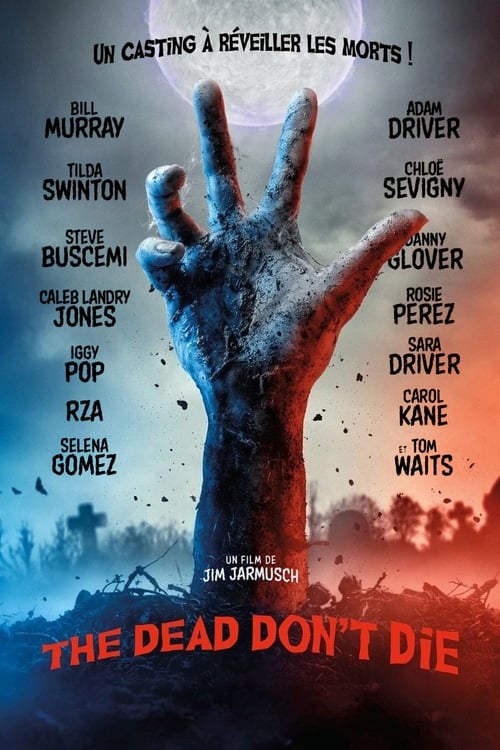 UN CASTING À RÉVEILLER LES MORTS !
BILL
MURRAY
ADAM
DRIVER
TILDA
SWINTON
CHLOË
SEVIGNY
STEVE
BUSCEMI
DANNY
GLOVER
CALEB LANDRY
JONES
ROSIE
PEREZ
IGGY
POP
SARA
DRIVER
RZA
CAROL
KANE
SELENA
GOMEZ
ET TOM
WAITS
UN FILM DE
JIM JARMUSCH
THE DEAD DON'T DIE